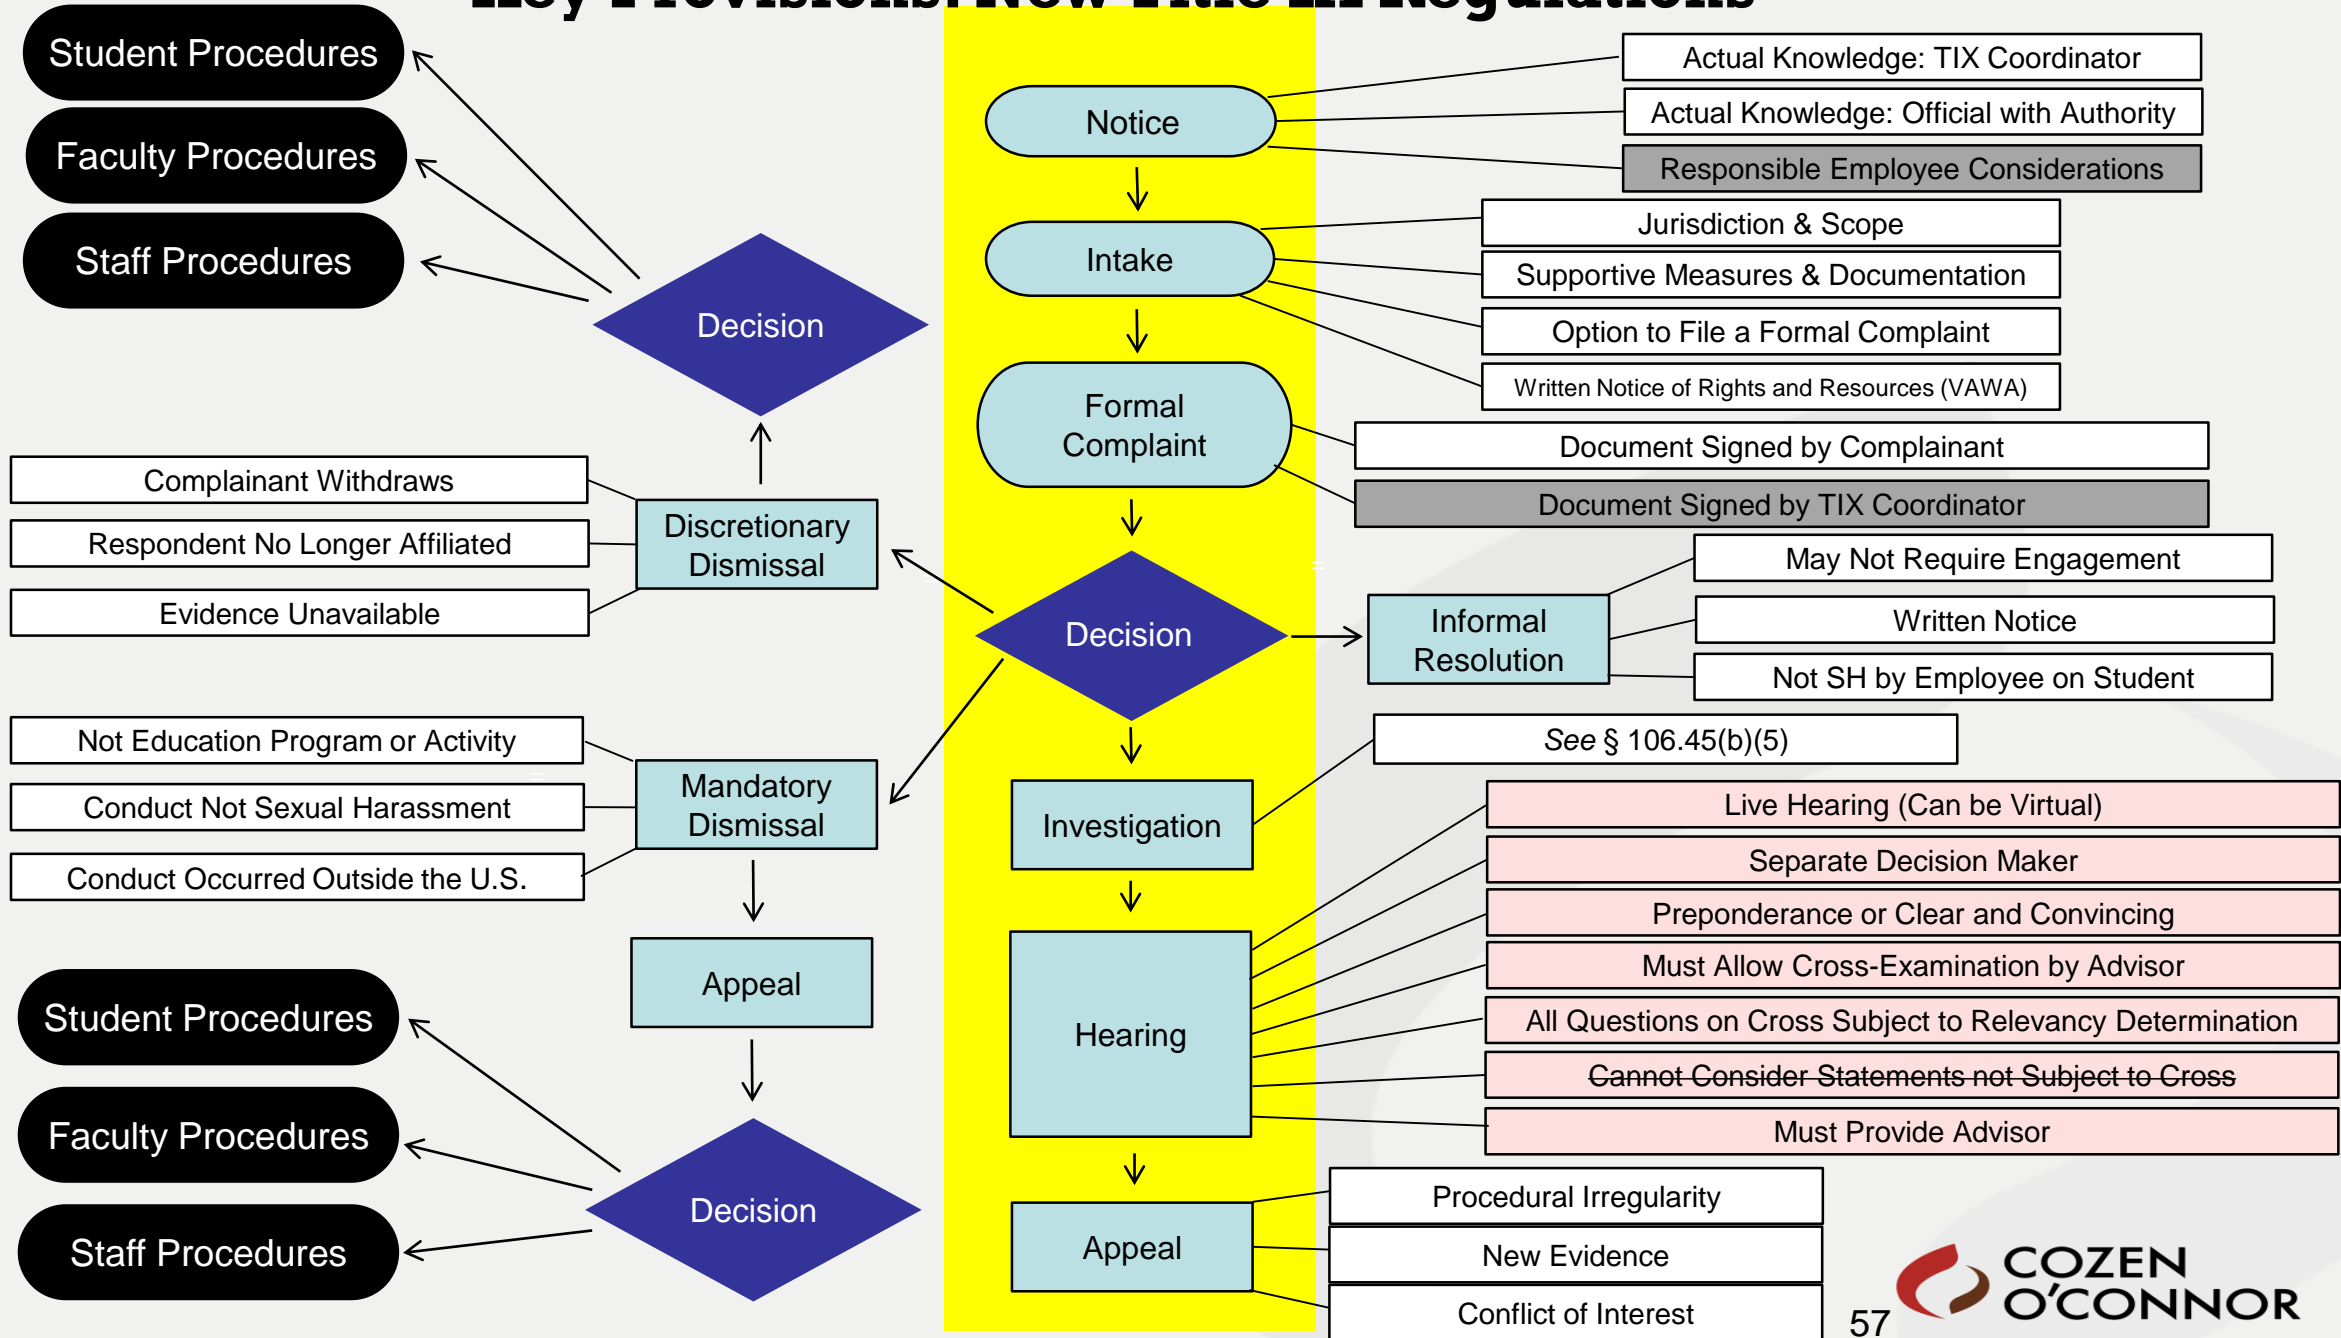 Key Provisions: New Title IX Regulations
Student Procedures
Faculty Procedures
Staff Procedures
Decision
Complainant Withdraws
Respondent No Longer Affiliated
Evidence Unavailable
Discretionary
Dismissal
Not Education Program or Activity
Conduct Not Sexual Harassment
Conduct Occurred Outside the U.S.
Mandatory
Dismissal
Appeal
Student Procedures
Faculty Procedures
Staff Procedures
Decision
Notice
Intake
Formal
Complaint
Decision
Investigation
Hearing
Appeal
Actual Knowledge: TIX Coordinator
Actual Knowledge: Official with Authority
Responsible Employee Considerations
Jurisdiction & Scope
Supportive Measures & Documentation
Option to File a Formal Complaint
Written Notice of Rights and Resources (VAWA)
Document Signed by Complainant
Document Signed by TIX Coordinator
Informal
Resolution
May Not Require Engagement
Written Notice
Not SH by Employee on Student
See § 106.45(b)(5)
Live Hearing (Can be Virtual)
Separate Decision Maker
Preponderance or Clear and Convincing
Must Allow Cross-Examination by Advisor
All Questions on Cross Subject to Relevancy Determination
Cannot Consider Statements not Subject to Cross
Must Provide Advisor
Procedural Irregularity
New Evidence
Conflict of Interest
57
COZEN
O'CONNOR